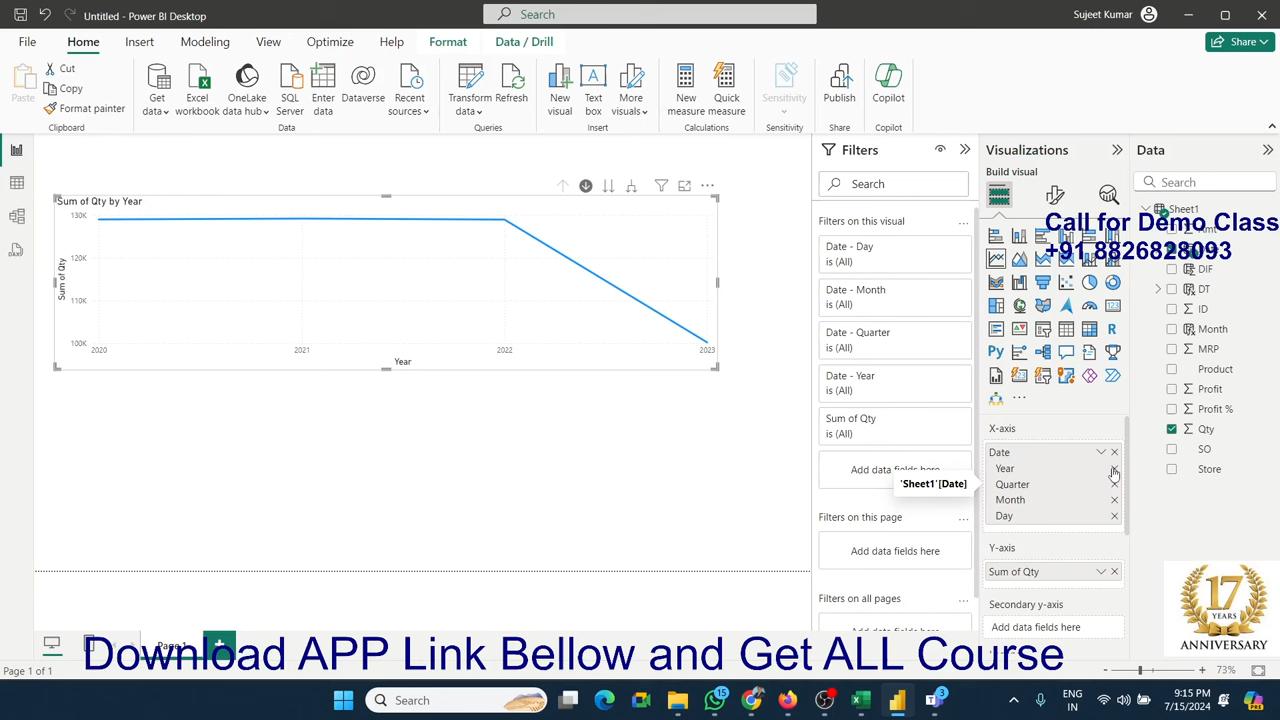 Untitled - Power BI Desktop
Search
Sujeet Kumar
File
Home
Insert
Modeling
View
Optimize
Help
Format
Data / Drill
Share
Paste
Cut
Copy
Format painter
Clipboard
Get data
Excel workbook
OneLake data hub
SQL Server
Enter data
Dataverse
Recent sources
Data
Transform data
Refresh
Queries
New visual
Text box
More visuals
Insert
New measure
Quick measure
Calculations
Sensitivity
Sensitivity
Publish
Share
Copilot
Copilot
Sum of Qty by Year
130K
120K
110K
100K
Sum of Qty
2020
2021
2022
2023
Year
Filters
Search
Filters on this visual
Date - Day
is (All)
Date - Month
is (All)
Date - Quarter
is (All)
Date - Year
is (All)
Sum of Qty
is (All)
Add data fields here
'Sheet1'[Date]
Filters on this page
Add data fields here
Filters on all pages
Visualizations
Build visual
123
R
Py
X-axis
Date
Year
Quarter
Month
Day
Y-axis
Sum of Qty
Secondary y-axis
Add data fields here
Data
Search
Sheet1
Call for Demo Class
+91 8826828093
DIF
DT
ID
Month
MRP
Product
Profit
Profit %
Qty
SO
Store
17
YEARS
ANNIVERSARY
Page 1
Download APP Link Bellow and Get ALL Course
Page 1 of 1
73%
Search
15
3
ENG
IN
9:15 PM
7/15/2024